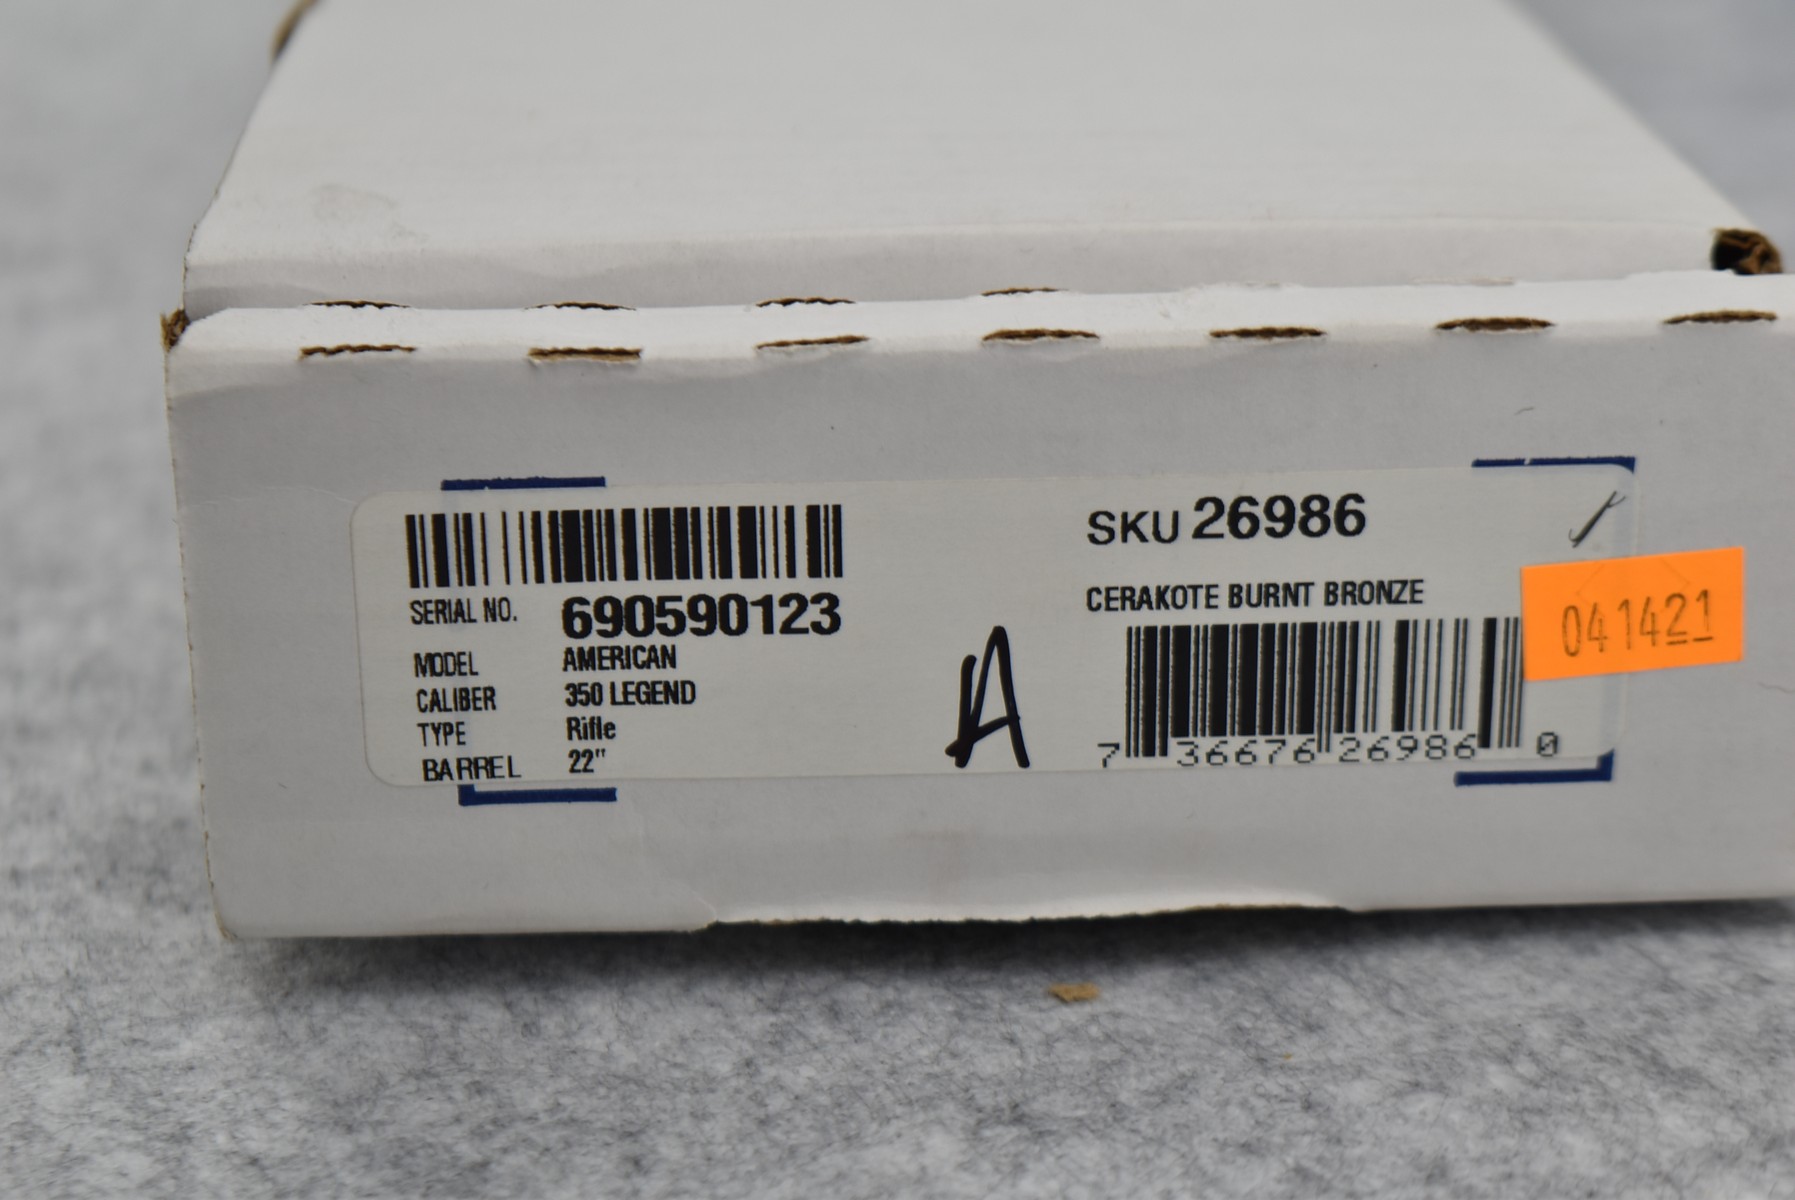 SERIAL NO. 690590123
MODEL AMERICAN
CALIBER 350 LEGEND
TYPE Rifle
BARREL 22"
A
SKU 26986
CERAKOTE BURNT BRONZE
7 36676 26986 0
041421